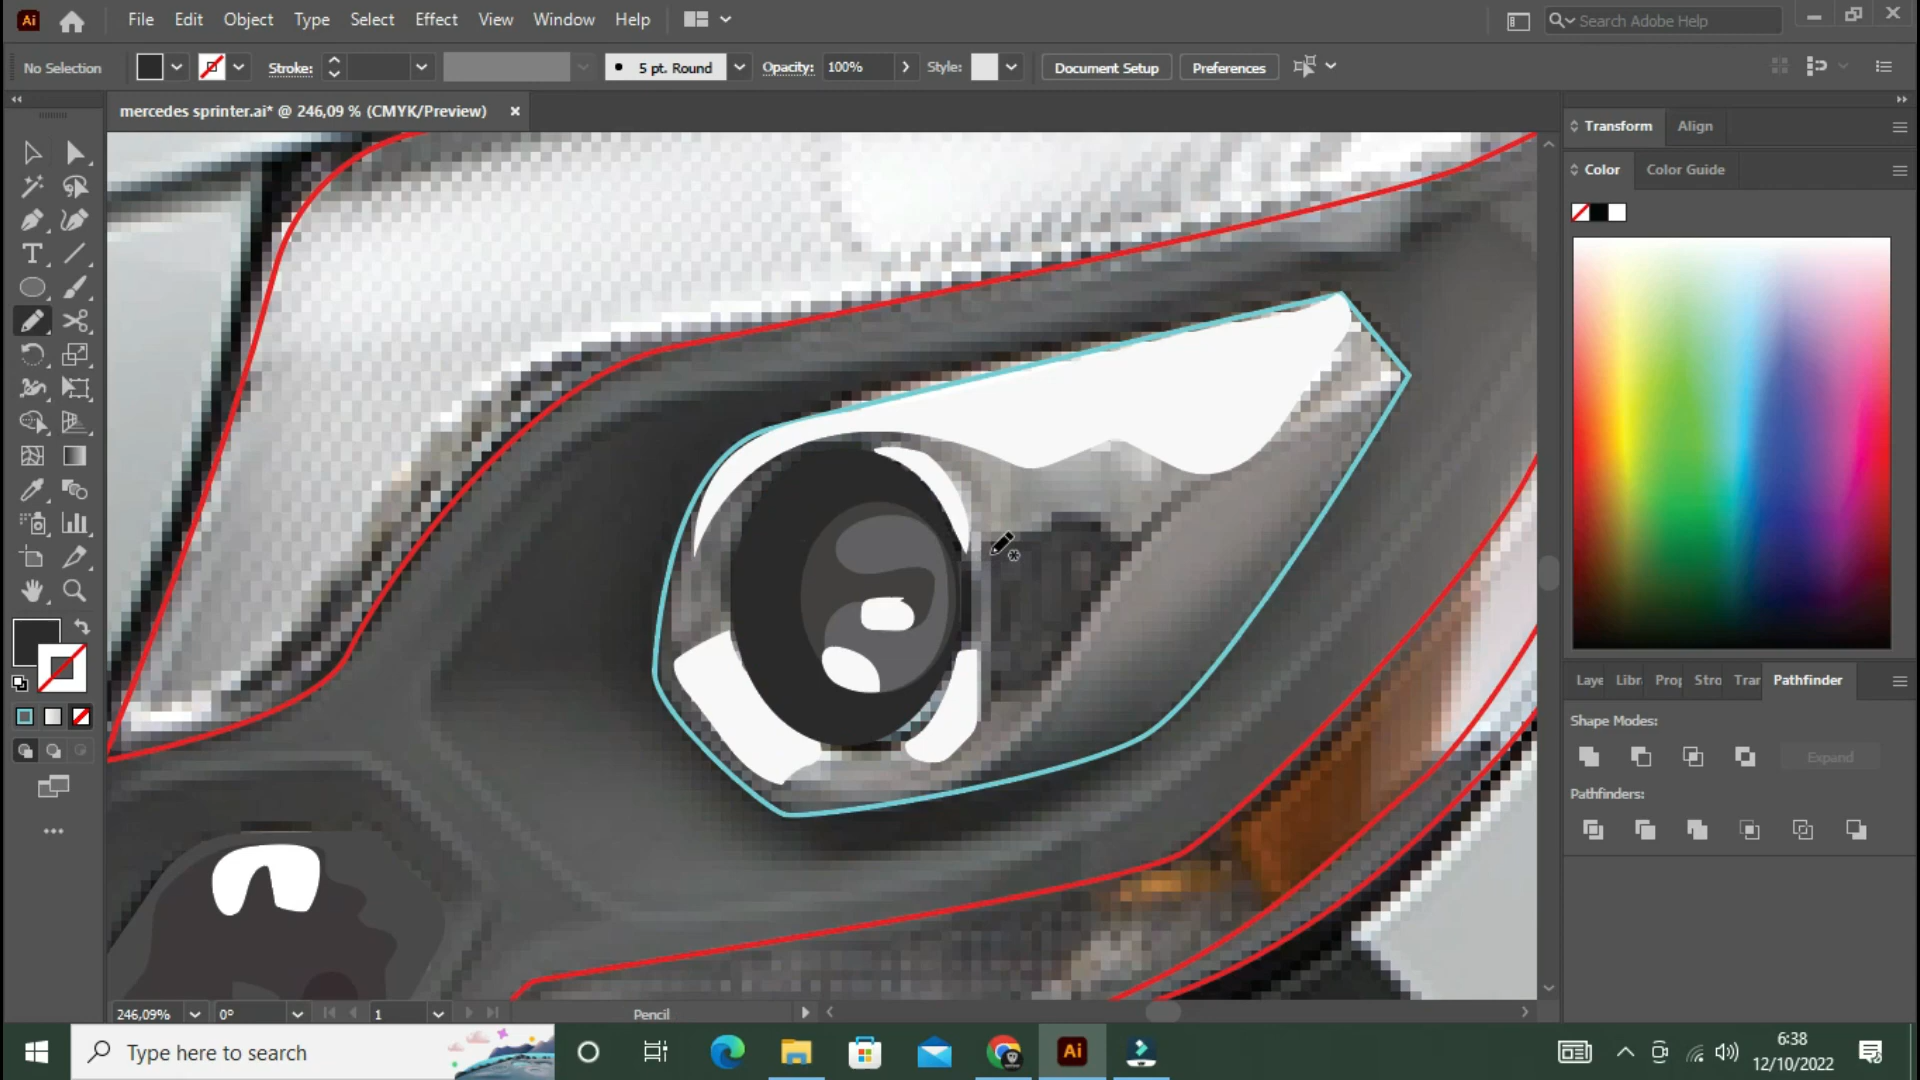 Ai
File Edit Object Type Select Effect View Window Help
Search Adobe Help
No Selection
Stroke:
5 pt. Round
Opacity: 100%
Style:
Document Setup
Preferences
mercedes sprinter.ai* @ 246,09 % (CMYK/Preview)
Transform Align
Color Color Guide
Laye Libr Prop Stro Tran Pathfinder
Shape Modes:
Expand
Pathfinders:
246,09% 0° 1 Pencil
Type here to search
Ai
6:38
12/10/2022